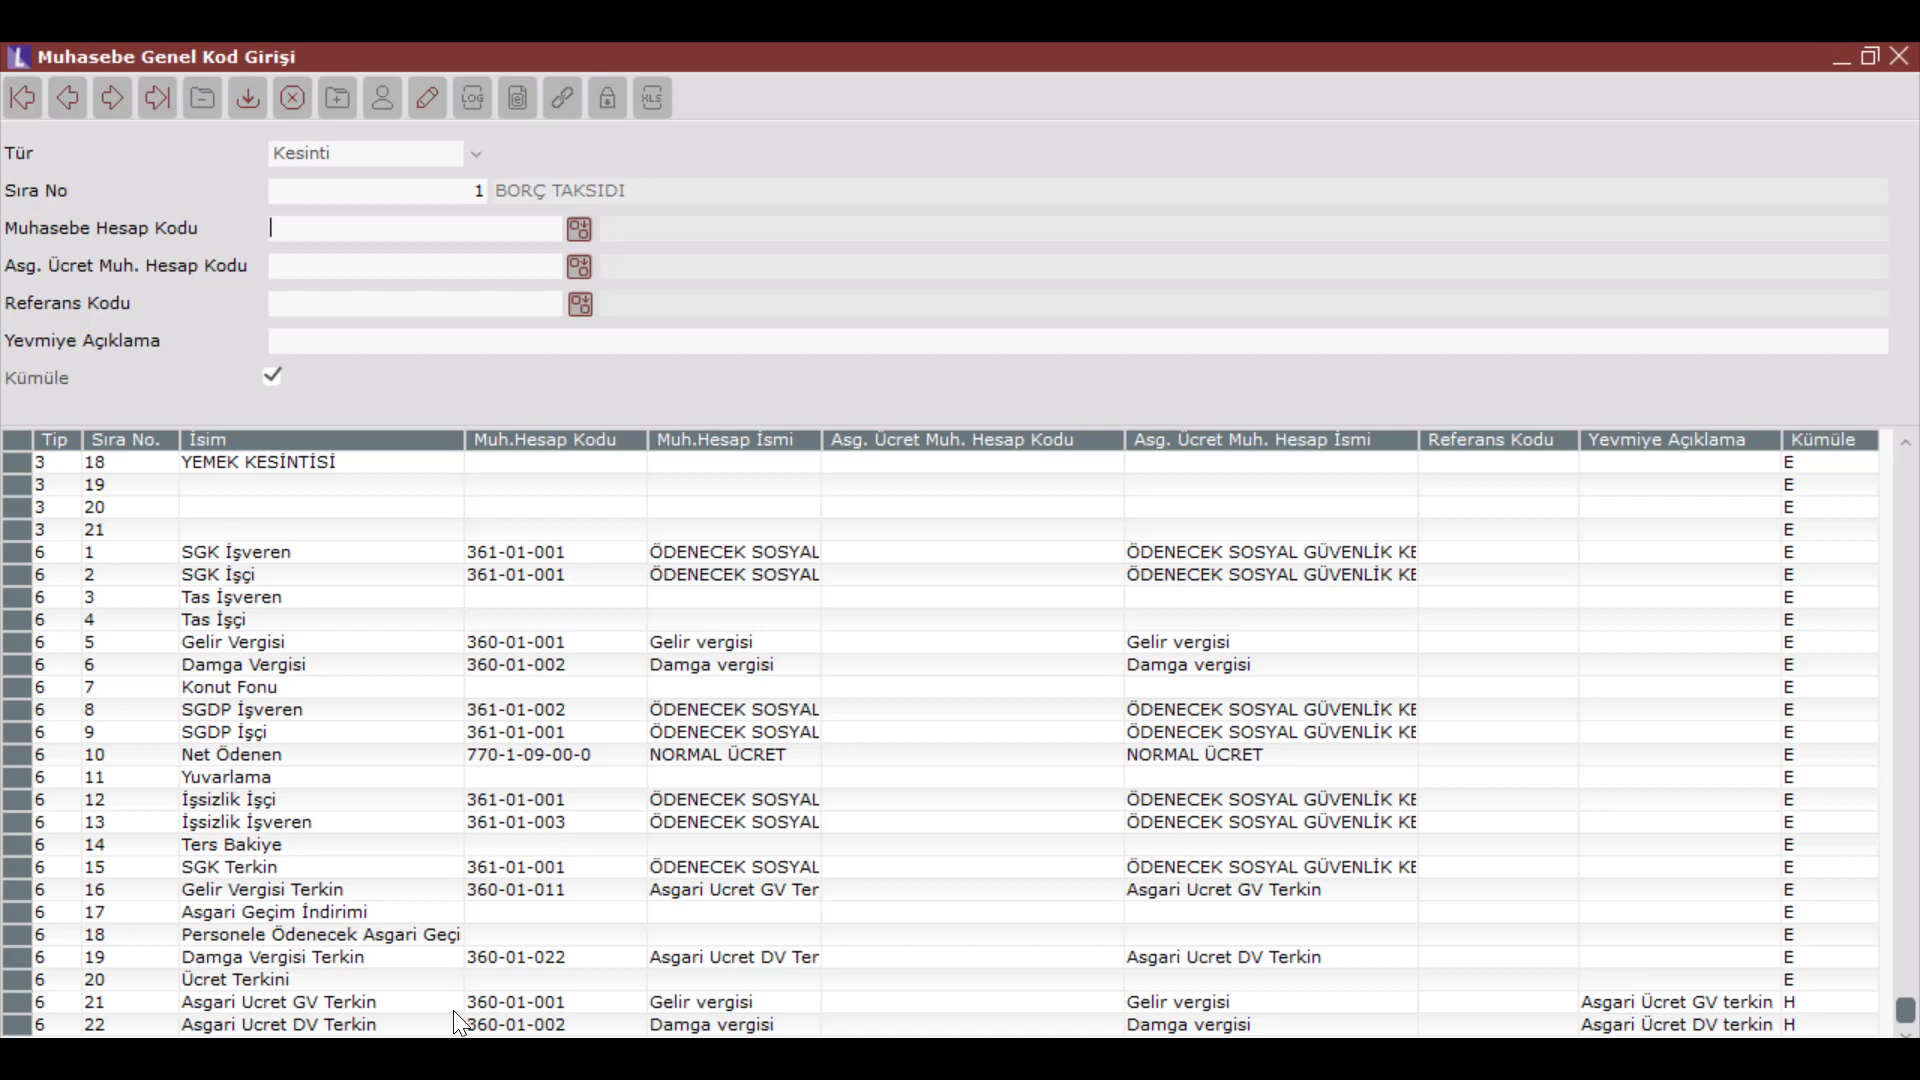 Muhasebe Genel Kod Girişi
LOG XLS
Tür Kesinti
Sıra No 1 BORÇ TAKSIDI
Muhasebe Hesap Kodu
Asg. Ücret Muh. Hesap Kodu
Referans Kodu
Yevmiye Açıklama
Kümüle
Tip Sıra No. İsim Muh.Hesap Kodu Muh.Hesap İsmi Asg. Ücret Muh. Hesap Kodu Asg. Ücret Muh. Hesap İsmi Referans Kodu Yevmiye Açıklama Kümüle
3 18 YEMEK KESİNTİSİ E
3 19 E
3 20 E
3 21 E
6 1 SGK İşveren 361-01-001 ÖDENECEK SOSYAL ÖDENECEK SOSYAL GÜVENLİK KE E
6 2 SGK İşçi 361-01-001 ÖDENECEK SOSYAL ÖDENECEK SOSYAL GÜVENLİK KE E
6 3 Tas İşveren E
6 4 Tas İşçi E
6 5 Gelir Vergisi 360-01-001 Gelir vergisi Gelir vergisi E
6 6 Damga Vergisi 360-01-002 Damga vergisi Damga vergisi E
6 7 Konut Fonu E
6 8 SGDP İşveren 361-01-002 ÖDENECEK SOSYAL ÖDENECEK SOSYAL GÜVENLİK KE E
6 9 SGDP İşçi 361-01-001 ÖDENECEK SOSYAL ÖDENECEK SOSYAL GÜVENLİK KE E
6 10 Net Ödenen 770-1-09-00-0 NORMAL ÜCRET NORMAL ÜCRET E
6 11 Yuvarlama E
6 12 İşsizlik İşçi 361-01-001 ÖDENECEK SOSYAL ÖDENECEK SOSYAL GÜVENLİK KE E
6 13 İşsizlik İşveren 361-01-003 ÖDENECEK SOSYAL ÖDENECEK SOSYAL GÜVENLİK KE E
6 14 Ters Bakiye E
6 15 SGK Terkin 361-01-001 ÖDENECEK SOSYAL ÖDENECEK SOSYAL GÜVENLİK KE E
6 16 Gelir Vergisi Terkin 360-01-011 Asgari Ucret GV Ter Asgari Ucret GV Terkin E
6 17 Asgari Geçim İndirimi E
6 18 Personele Ödenecek Asgari Geçi E
6 19 Damga Vergisi Terkin 360-01-022 Asgari Ucret DV Ter Asgari Ucret DV Terkin E
6 20 Ücret Terkini E
6 21 Asgari Ucret GV Terkin 360-01-001 Gelir vergisi Gelir vergisi Asgari Ücret GV terkin H
6 22 Asgari Ucret DV Terkin 360-01-002 Damga vergisi Damga vergisi Asgari Ücret DV terkin H